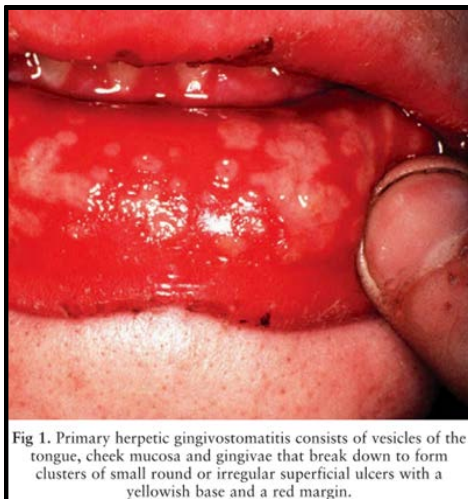 Fig 1. Primary herpetic gingivostomatitis consists of vesicles of the
tongue, cheek mucosa and gingivae that break down to form
clusters of small round or irregular superficial ulcers with a
yellowish base and a red margin.